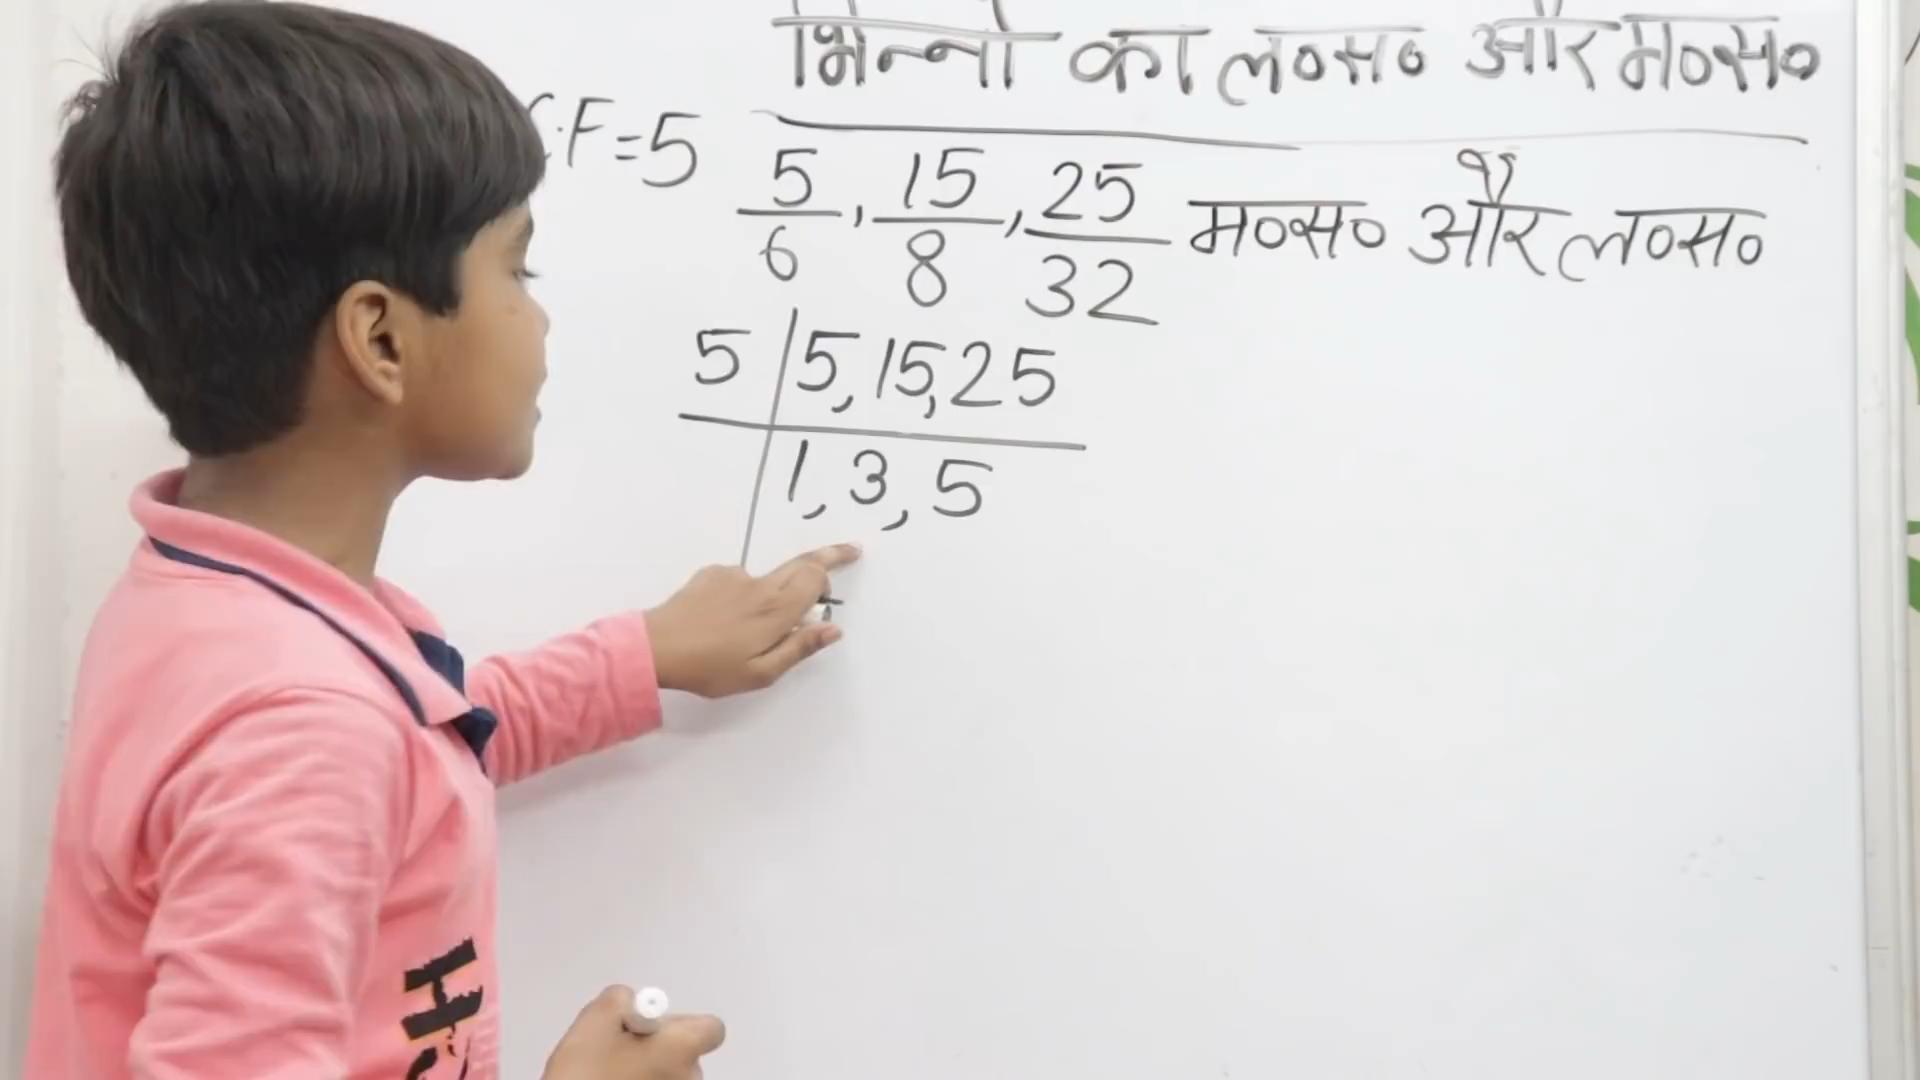 भिन्नो का ल०स० और म०स०
C.F=5
5/6, 15/8, 25/32 म०स० और ल०स०
5 | 5, 15, 25
1, 3, 5